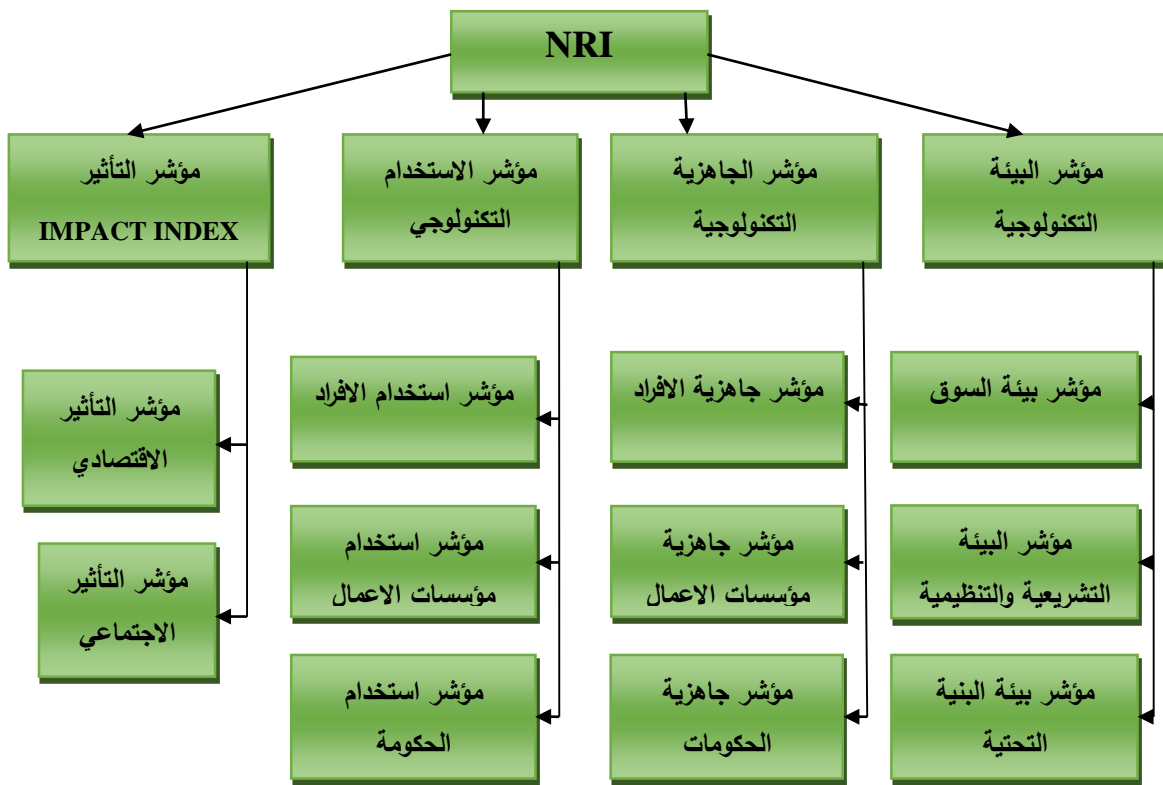 NRI
مؤشر البيئة
التكنولوجية
مؤشر الجاهزية
التكنولوجية
مؤشر الاستخدام
التكنولوجي
مؤشر التأثير
IMPACT INDEX
مؤشر بيئة السوق
مؤشر البيئة
التشريعية والتنظيمية
مؤشر بيئة البنية
التحتية
مؤشر جاهزية الافراد
مؤشر جاهزية
مؤسسات الاعمال
مؤشر جاهزية
الحكومات
مؤشر استخدام الافراد
مؤشر استخدام
مؤسسات الاعمال
مؤشر استخدام
الحكومة
مؤشر التأثير
الاقتصادي
مؤشر التأثير
الاجتماعي